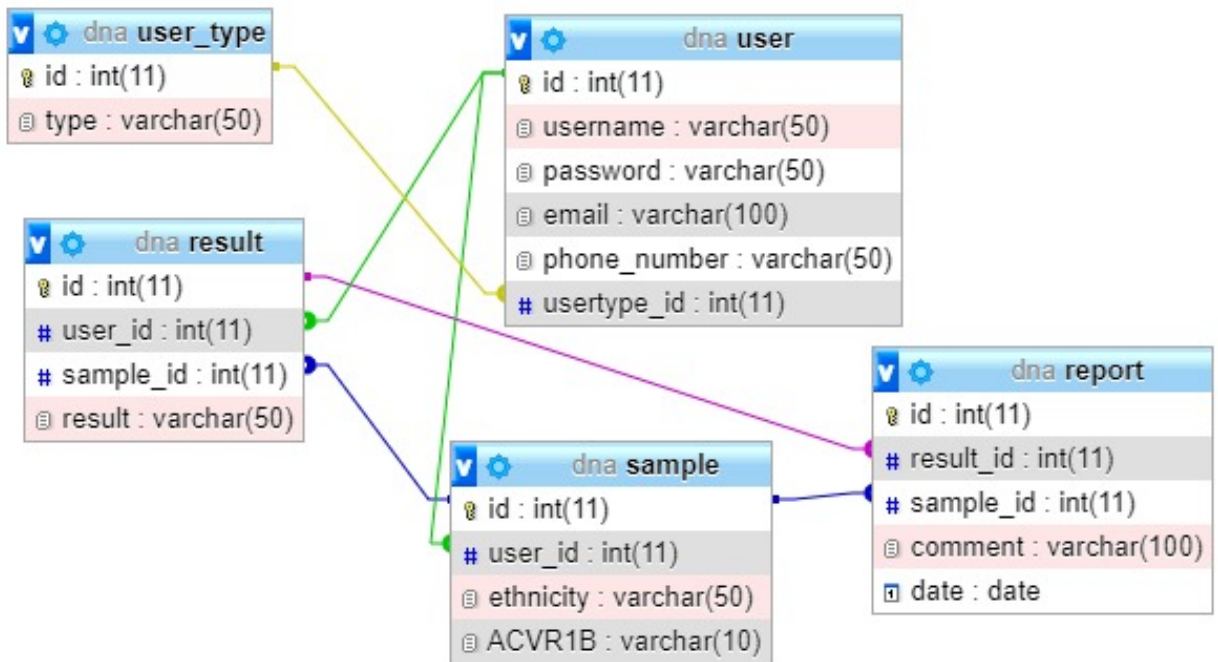 dna user_type
id : int(11)
type : varchar(50)
dna user
id : int(11)
username : varchar(50)
password : varchar(50)
email : varchar(100)
phone_number : varchar(50)
usertype_id : int(11)
dna result
id : int(11)
user_id : int(11)
sample_id : int(11)
result : varchar(50)
dna report
id : int(11)
result_id : int(11)
sample_id : int(11)
comment : varchar(100)
date : date
dna sample
id : int(11)
user_id : int(11)
ethnicity : varchar(50)
ACVR1B : varchar(10)